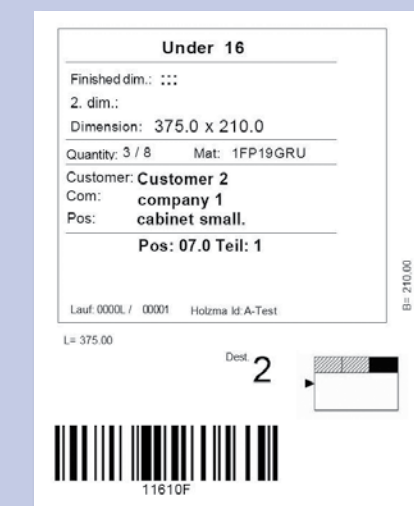 Under 16
Finished dim.: :::
2. dim.:
Dimension: 375.0 x 210.0
Quantity: 3 / 8 Mat: 1FP19GRU
Customer: Customer 2
Com: company 1
Pos: cabinet small.
Pos: 07.0 Teil: 1
Lauf: 0000L / 00001 Holzma Id: A-Test
B= 210.00
L= 375.00
Dest. 2
11610F